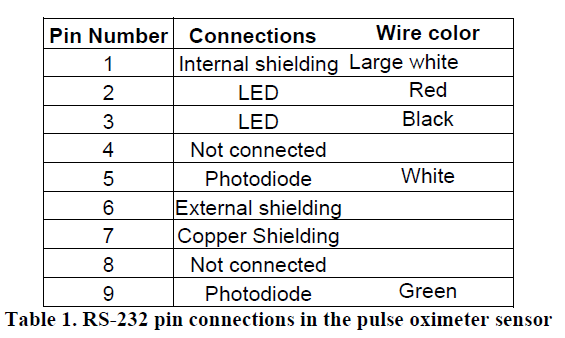 Pin Number Connections Wire color
1 Internal shielding Large white
2 LED Red
3 LED Black
4 Not connected
5 Photodiode White
6 External shielding
7 Copper Shielding
8 Not connected
9 Photodiode Green
Table 1. RS-232 pin connections in the pulse oximeter sensor